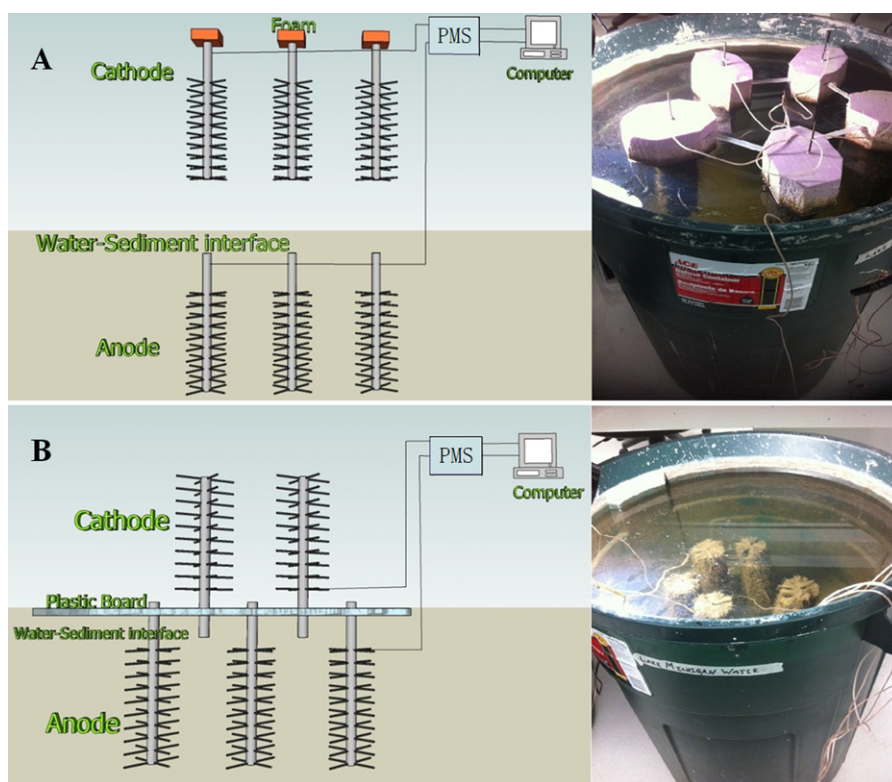 A
Foam
Cathode
PMS
Computer
Water-Sediment interface
Anode
ACE
B
PMS
Computer
Cathode
Plastic Board
Water-Sediment interface
Anode
LAKE MICHIGAN WATER